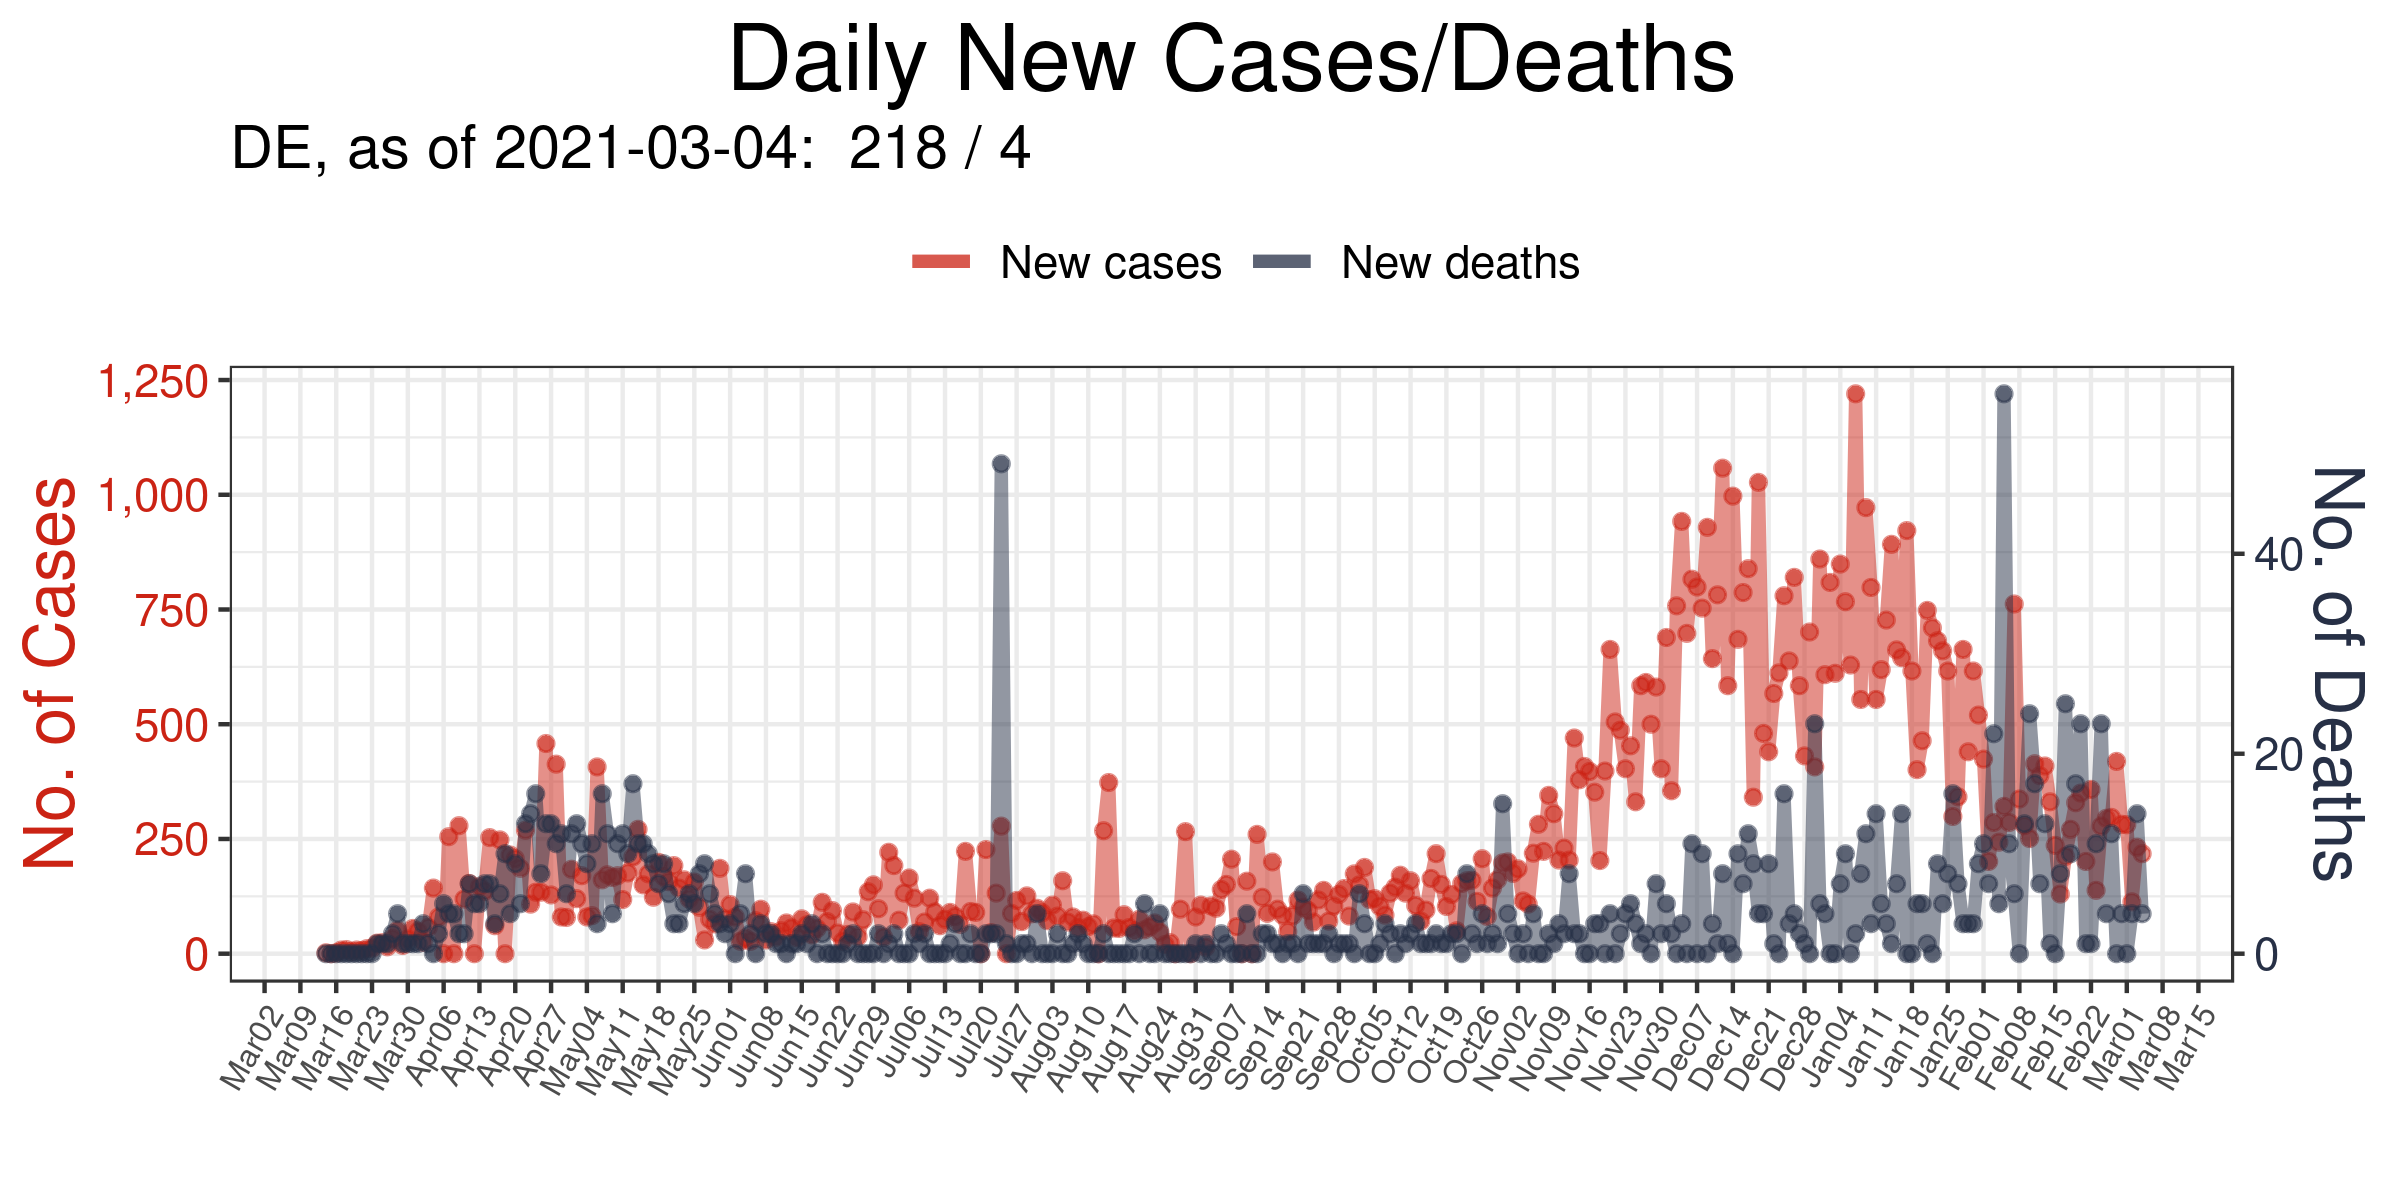 Daily New Cases/Deaths
DE, as of 2021-03-04:  218 / 4
New cases
New deaths
No. of Cases
1,250
1,000
750
500
250
0
No. of Deaths
40
20
0
Mar02
Mar09
Mar16
Mar23
Mar30
Apr06
Apr13
Apr20
Apr27
May04
May11
May18
May25
Jun01
Jun08
Jun15
Jun22
Jun29
Jul06
Jul13
Jul20
Jul27
Aug03
Aug10
Aug17
Aug24
Aug31
Sep07
Sep14
Sep21
Sep28
Oct05
Oct12
Oct19
Oct26
Nov02
Nov09
Nov16
Nov23
Nov30
Dec07
Dec14
Dec21
Dec28
Jan04
Jan11
Jan18
Jan25
Feb01
Feb08
Feb15
Feb22
Mar01
Mar08
Mar15